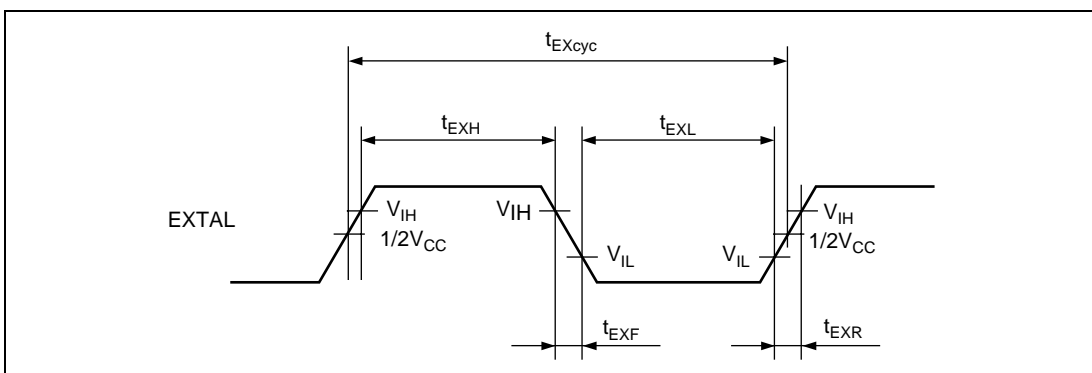 tEXcyc
tEXH tEXL
EXTAL VIH VIH VIH
1/2VCC 1/2VCC
VIL VIL
tEXF tEXR